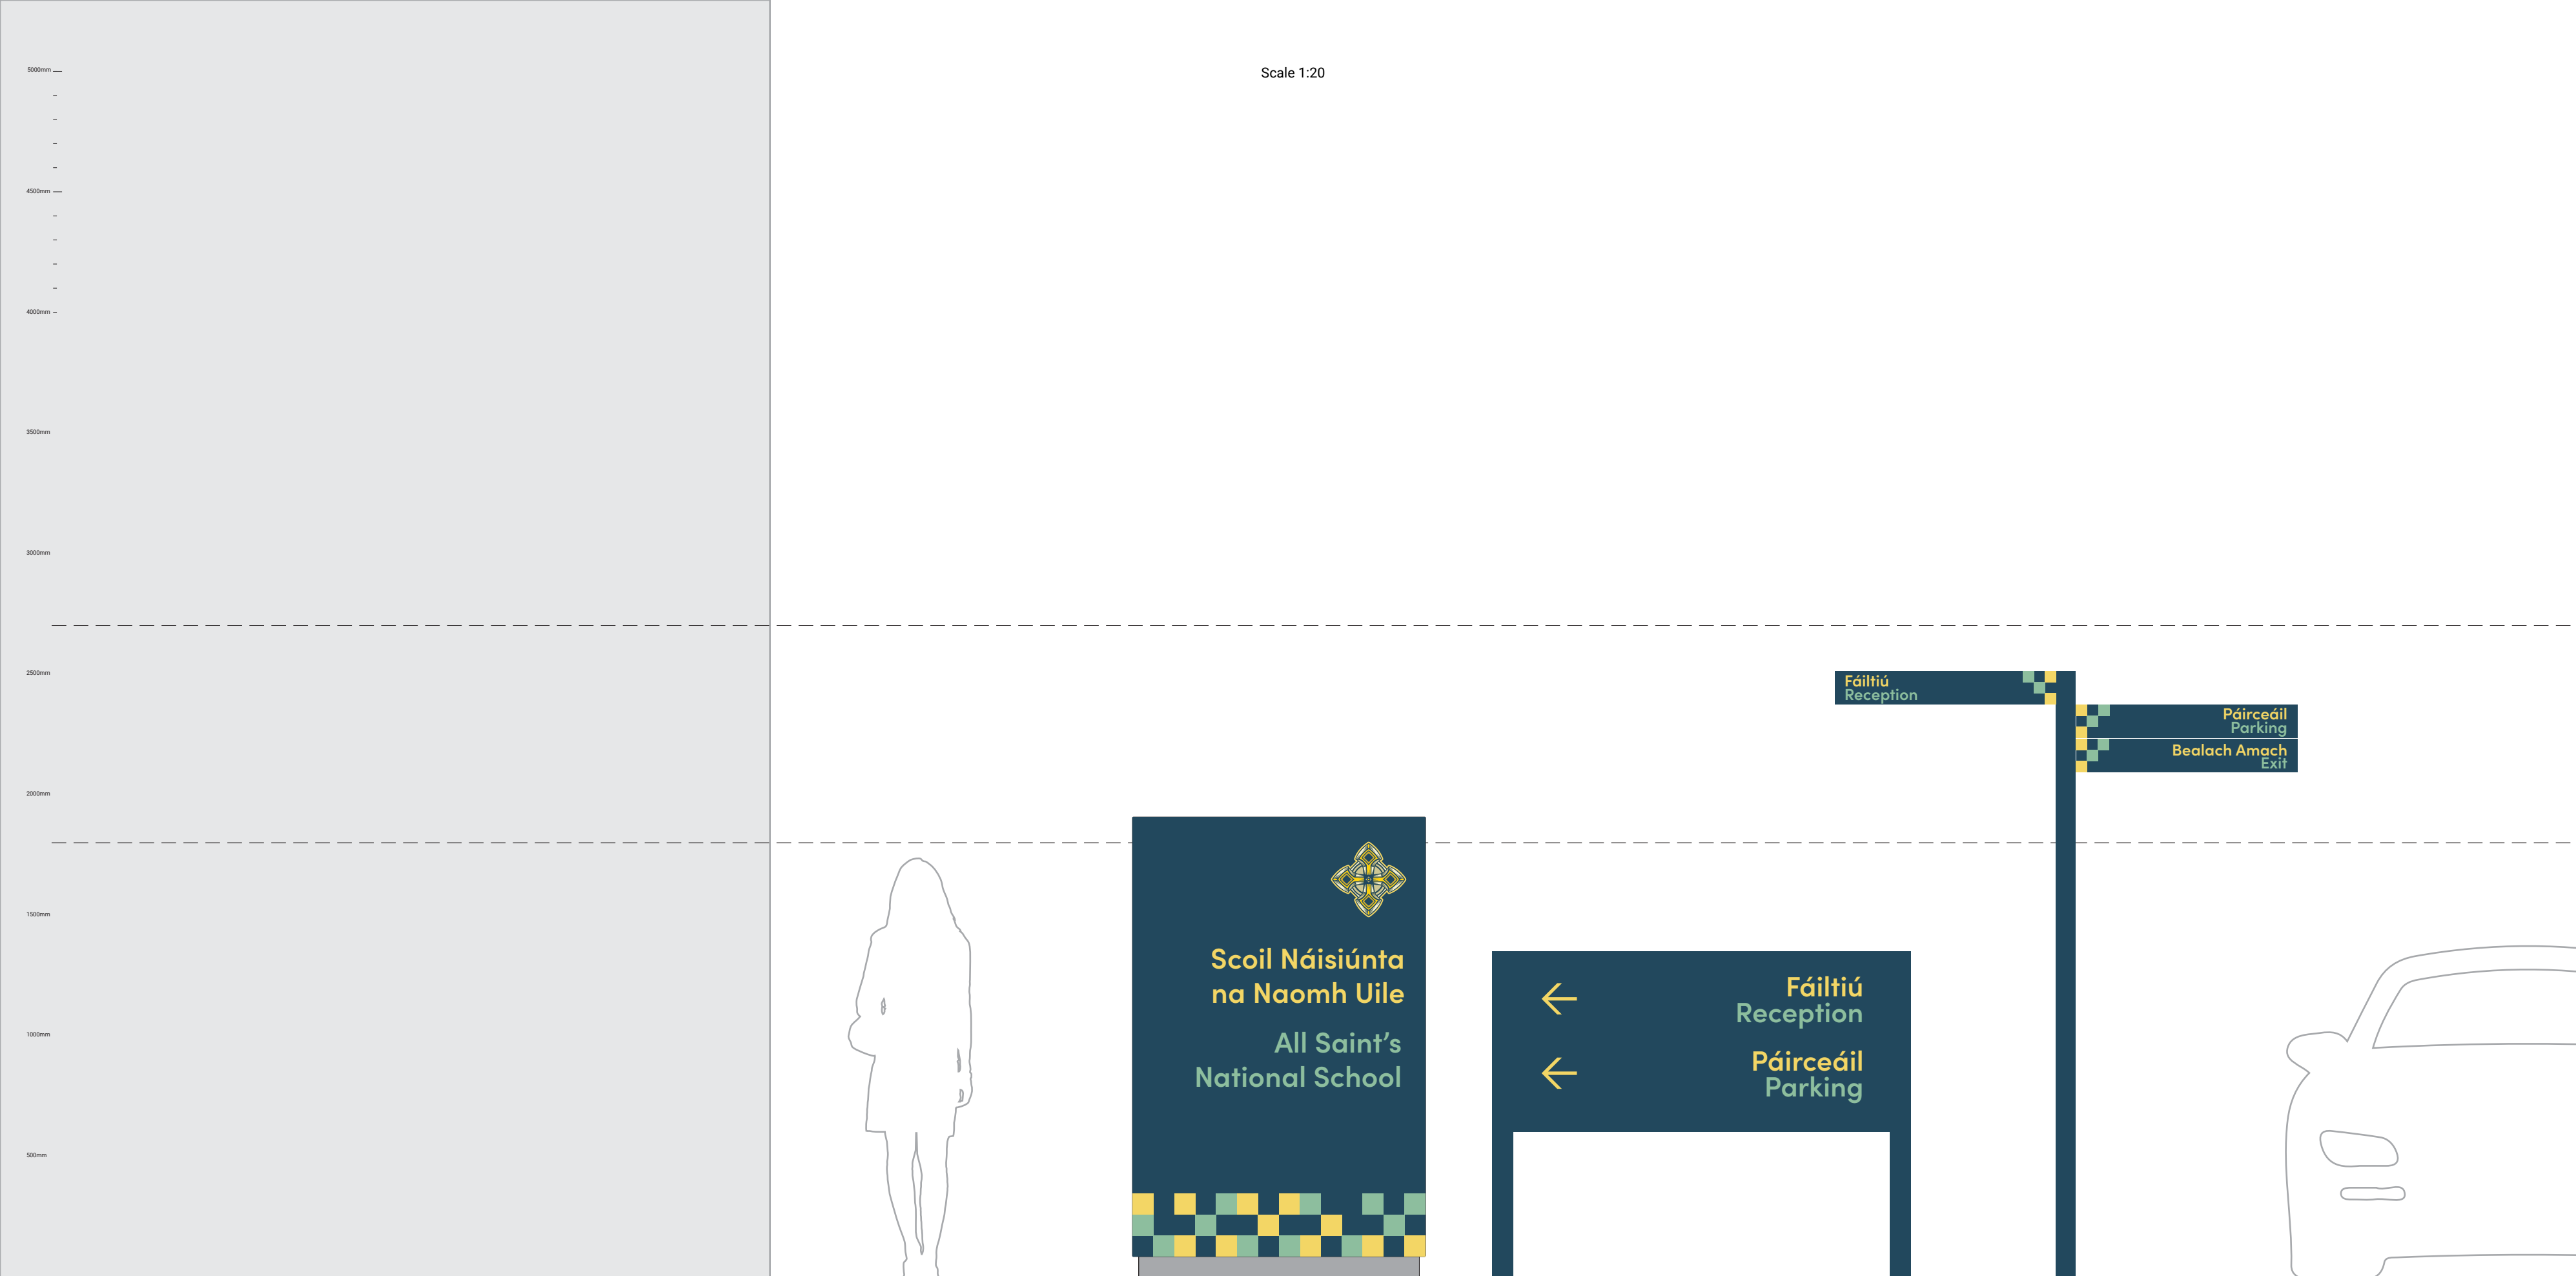 Scale 1:20
5000mm
4500mm
4000mm
3500mm
3000mm
2500mm
2000mm
1500mm
1000mm
500mm
Scoil Náisiúnta
na Naomh Uile
All Saint’s
National School
Fáiltiú
Reception
Páirceáil
Parking
Fáiltiú
Reception
Páirceáil
Parking
Bealach Amach
Exit